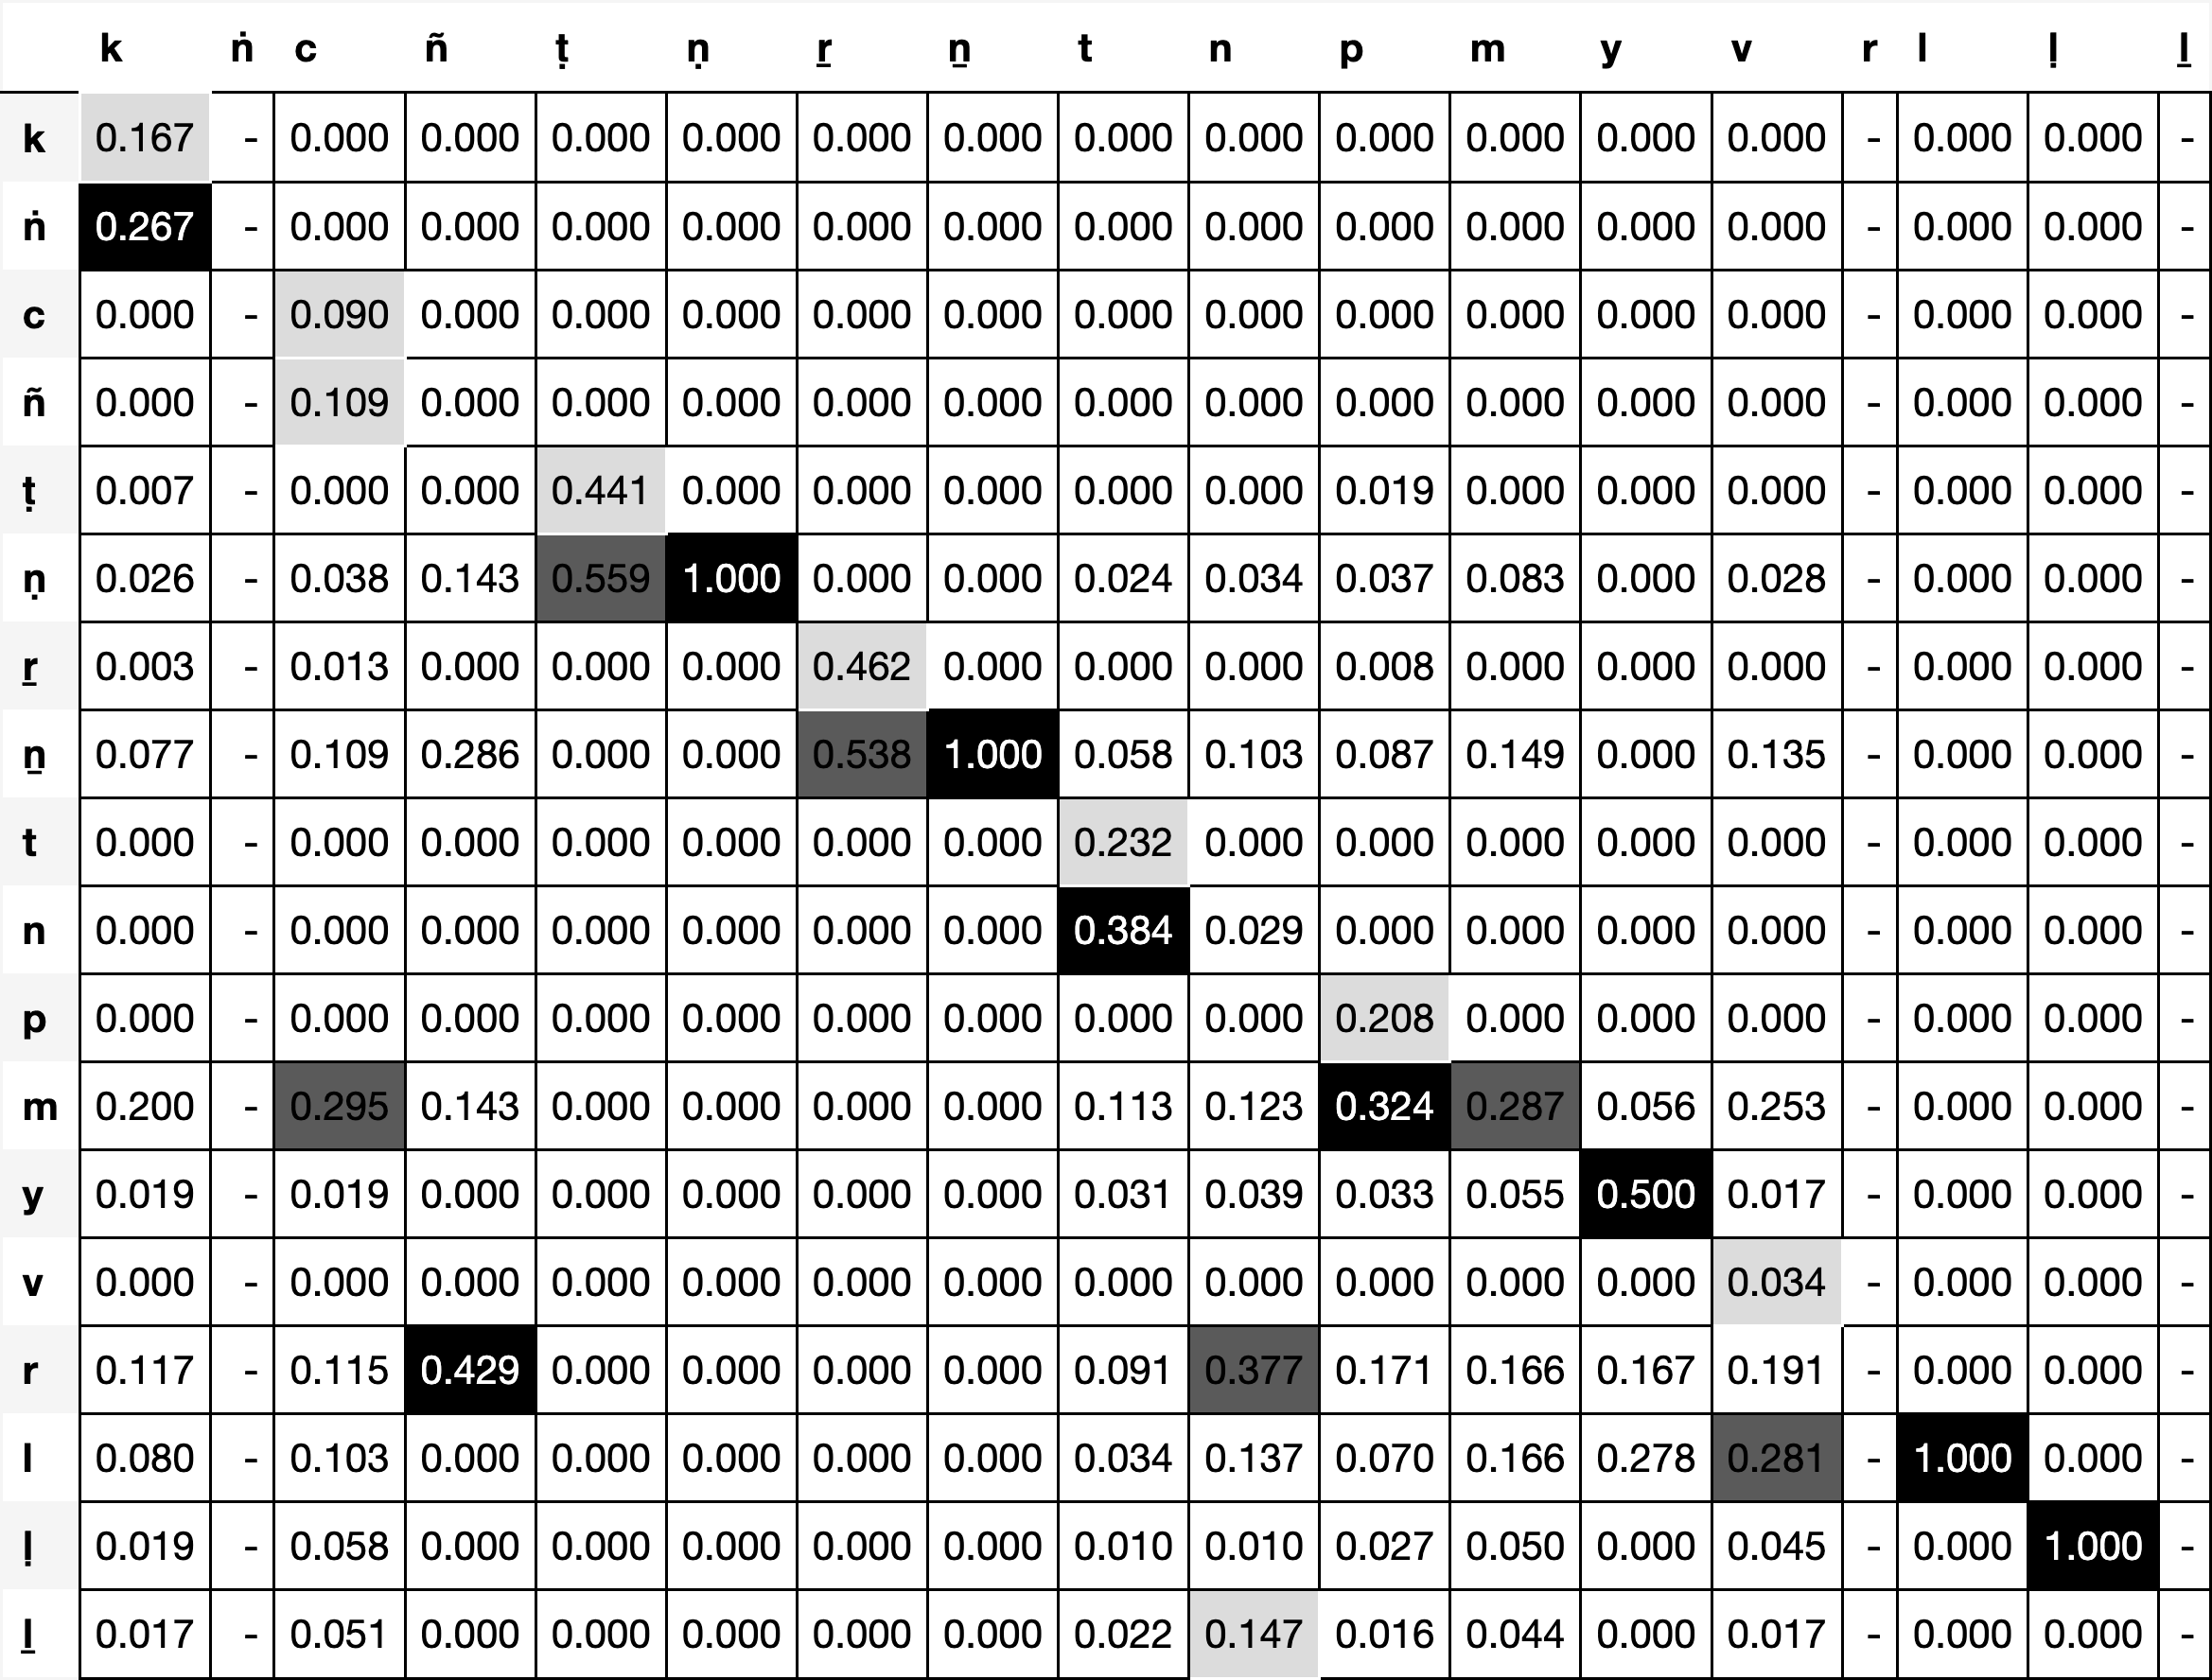 k ṅ c ñ ṭ ṇ ṟ ṉ t n p m y v r l ḷ ḻ
k 0.167 - 0.000 0.000 0.000 0.000 0.000 0.000 0.000 0.000 0.000 0.000 0.000 0.000 - 0.000 0.000 -
ṅ 0.267 - 0.000 0.000 0.000 0.000 0.000 0.000 0.000 0.000 0.000 0.000 0.000 0.000 - 0.000 0.000 -
c 0.000 - 0.090 0.000 0.000 0.000 0.000 0.000 0.000 0.000 0.000 0.000 0.000 0.000 - 0.000 0.000 -
ñ 0.000 - 0.109 0.000 0.000 0.000 0.000 0.000 0.000 0.000 0.000 0.000 0.000 0.000 - 0.000 0.000 -
ṭ 0.007 - 0.000 0.000 0.441 0.000 0.000 0.000 0.000 0.000 0.019 0.000 0.000 0.000 - 0.000 0.000 -
ṇ 0.026 - 0.038 0.143 0.559 1.000 0.000 0.000 0.024 0.034 0.037 0.083 0.000 0.028 - 0.000 0.000 -
ṟ 0.003 - 0.013 0.000 0.000 0.000 0.462 0.000 0.000 0.000 0.008 0.000 0.000 0.000 - 0.000 0.000 -
ṉ 0.077 - 0.109 0.286 0.000 0.000 0.538 1.000 0.058 0.103 0.087 0.149 0.000 0.135 - 0.000 0.000 -
t 0.000 - 0.000 0.000 0.000 0.000 0.000 0.000 0.232 0.000 0.000 0.000 0.000 0.000 - 0.000 0.000 -
n 0.000 - 0.000 0.000 0.000 0.000 0.000 0.000 0.384 0.029 0.000 0.000 0.000 0.000 - 0.000 0.000 -
p 0.000 - 0.000 0.000 0.000 0.000 0.000 0.000 0.000 0.000 0.208 0.000 0.000 0.000 - 0.000 0.000 -
m 0.200 - 0.295 0.143 0.000 0.000 0.000 0.000 0.113 0.123 0.324 0.287 0.056 0.253 - 0.000 0.000 -
y 0.019 - 0.019 0.000 0.000 0.000 0.000 0.000 0.031 0.039 0.033 0.055 0.500 0.017 - 0.000 0.000 -
v 0.000 - 0.000 0.000 0.000 0.000 0.000 0.000 0.000 0.000 0.000 0.000 0.000 0.034 - 0.000 0.000 -
r 0.117 - 0.115 0.429 0.000 0.000 0.000 0.000 0.091 0.377 0.171 0.166 0.167 0.191 - 0.000 0.000 -
l 0.080 - 0.103 0.000 0.000 0.000 0.000 0.000 0.034 0.137 0.070 0.166 0.278 0.281 - 1.000 0.000 -
ḷ 0.019 - 0.058 0.000 0.000 0.000 0.000 0.000 0.010 0.010 0.027 0.050 0.000 0.045 - 0.000 1.000 -
ḻ 0.017 - 0.051 0.000 0.000 0.000 0.000 0.000 0.022 0.147 0.016 0.044 0.000 0.017 - 0.000 0.000 -